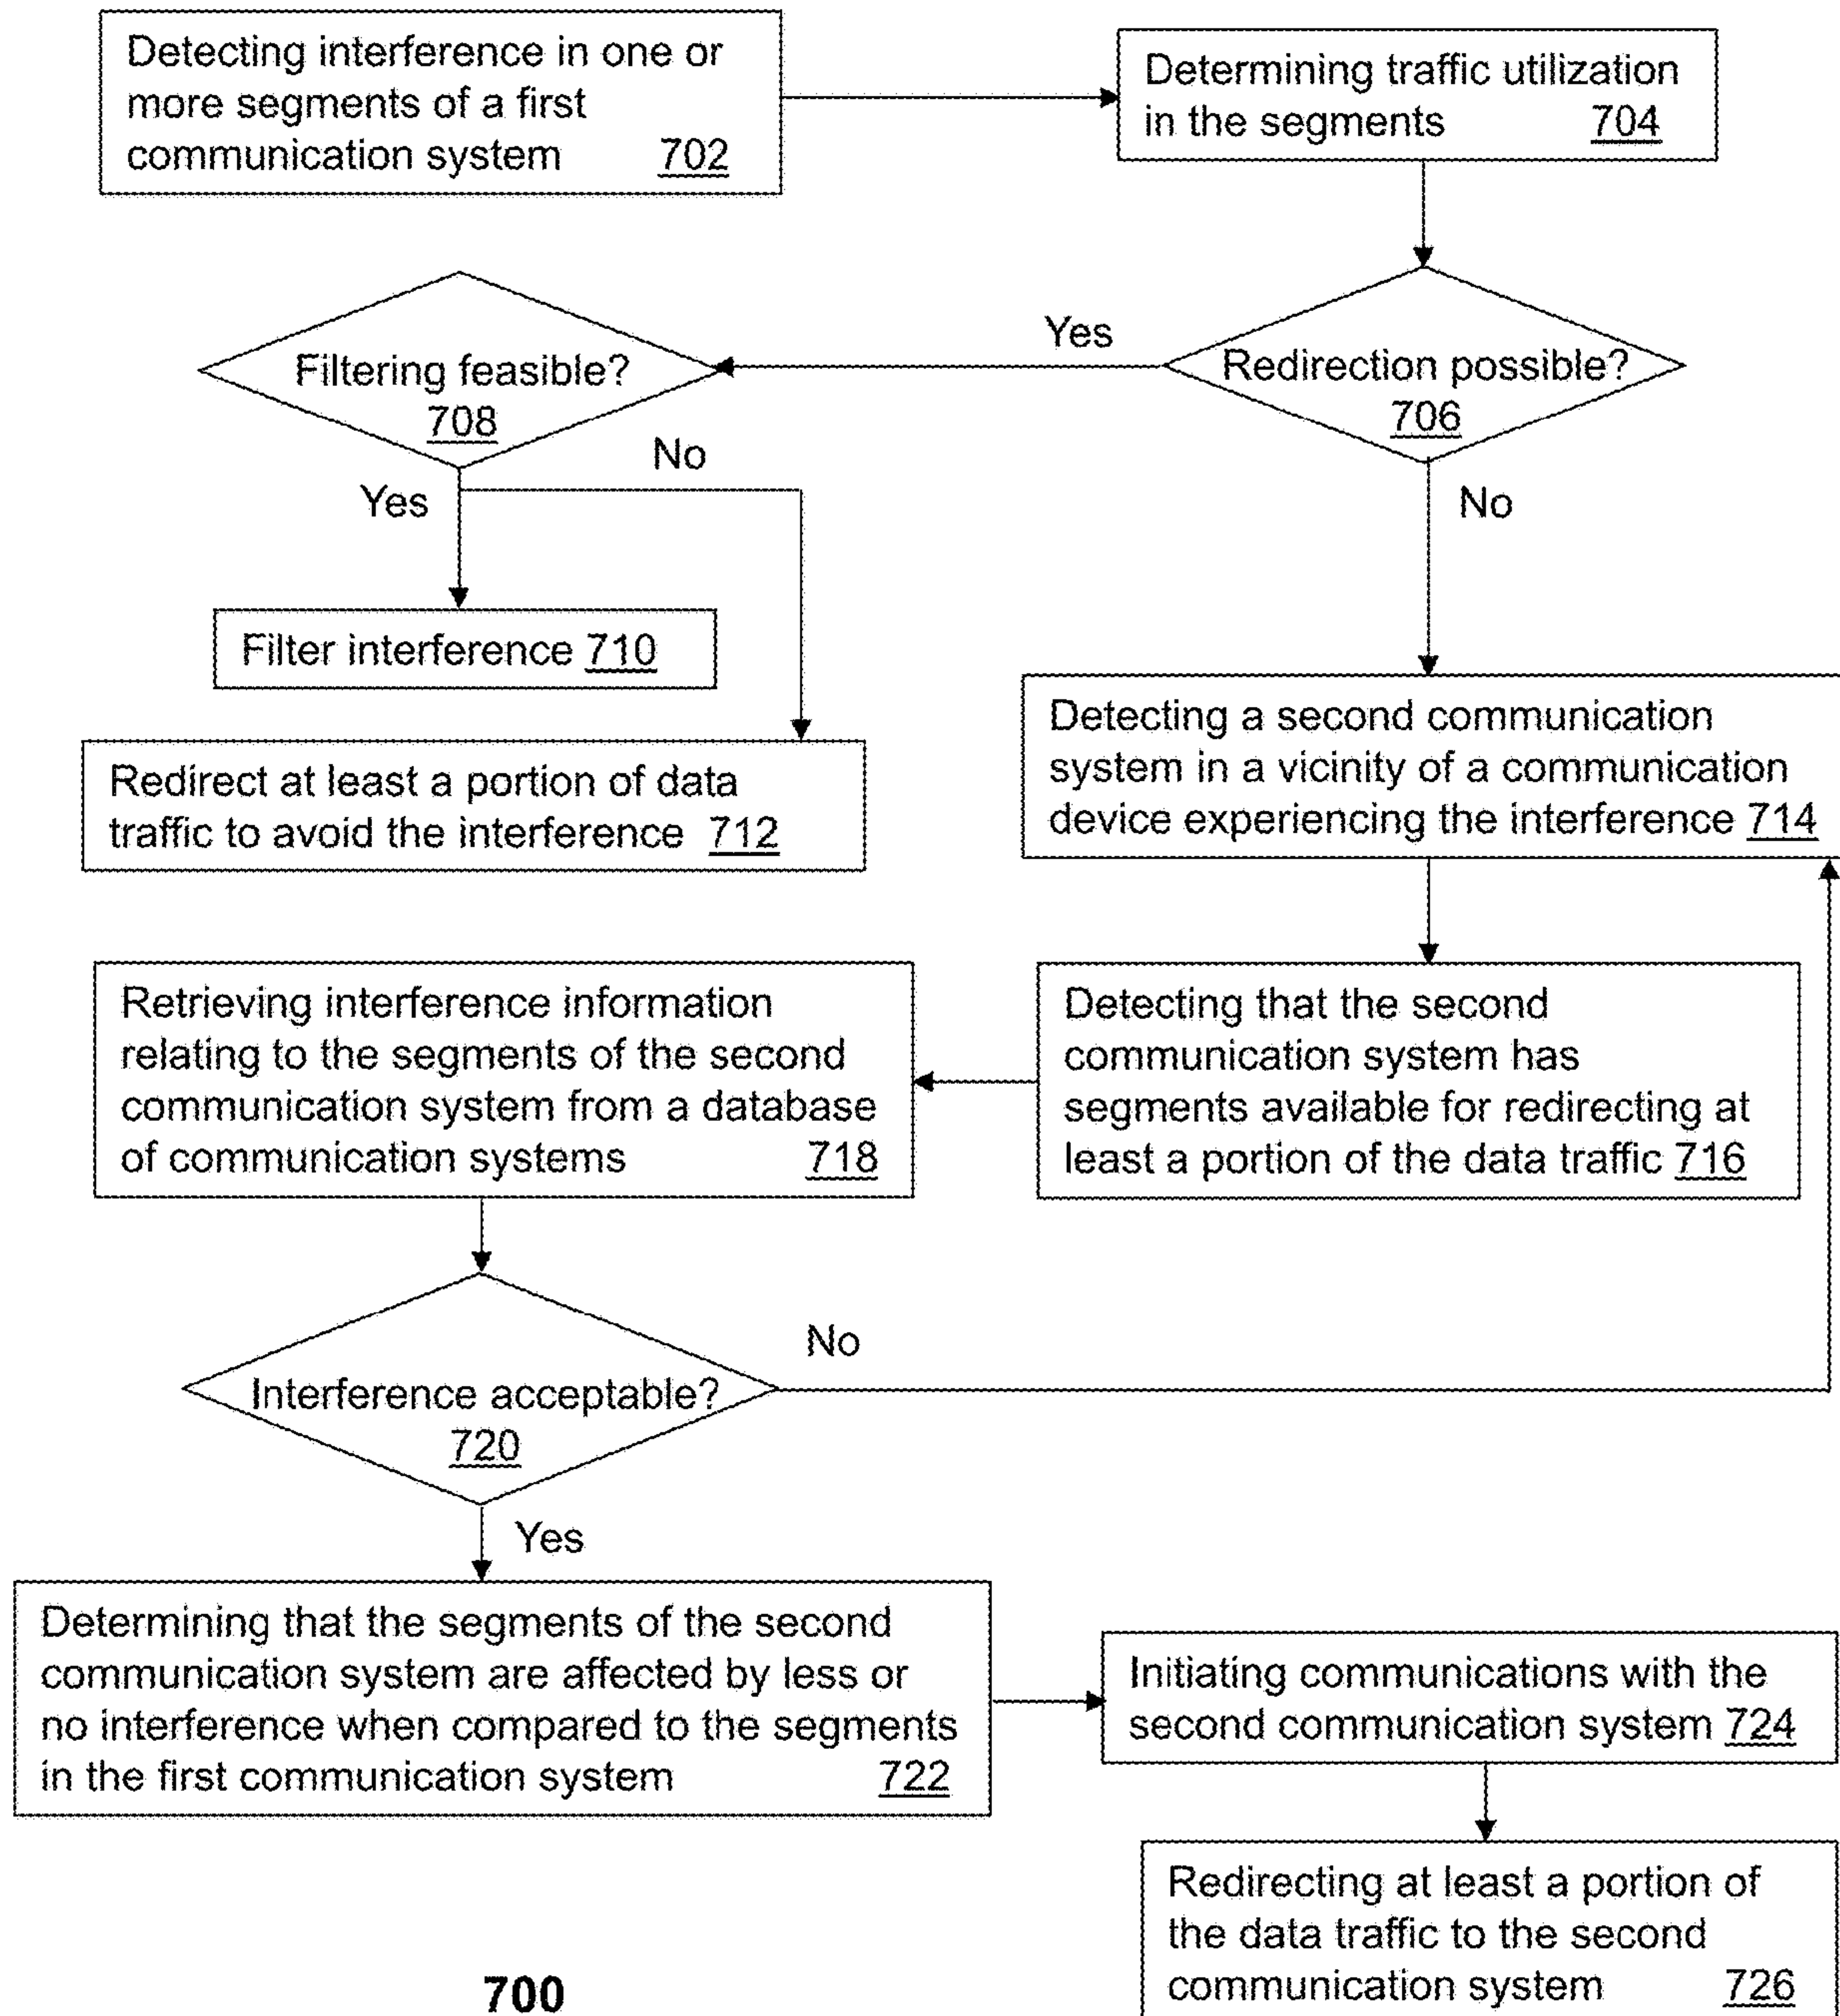 Detecting interference in one or
more segments of a first
communication system 702
Determining traffic utilization
in the segments 704
Redirection possible?
706
Yes
No
Filtering feasible?
708
No
Yes
Filter interference 710
Redirect at least a portion of data
traffic to avoid the interference 712
Detecting a second communication
system in a vicinity of a communication
device experiencing the interference 714
Detecting that the second
communication system has
segments available for redirecting at
least a portion of the data traffic 716
Retrieving interference information
relating to the segments of the second
communication system from a database
of communication systems 718
Interference acceptable?
720
No
Yes
Determining that the segments of the second
communication system are affected by less or
no interference when compared to the segments
in the first communication system 722
Initiating communications with the
second communication system 724
Redirecting at least a portion of
the data traffic to the second
communication system 726
700